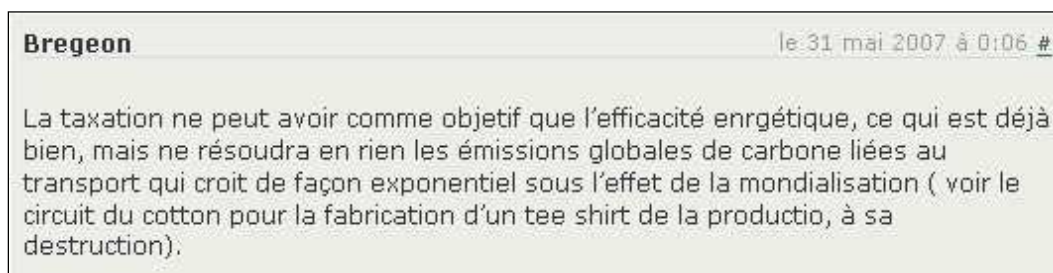 Bregeon le 31 mai 2007 à 0:06 #
La taxation ne peut avoir comme objetif que l'efficacité enrgétique, ce qui est déjà
bien, mais ne résoudra en rien les émissions globales de carbone liées au
transport qui croit de façon exponentiel sous l'effet de la mondialisation ( voir le
circuit du cotton pour la fabrication d'un tee shirt de la productio, à sa
destruction).